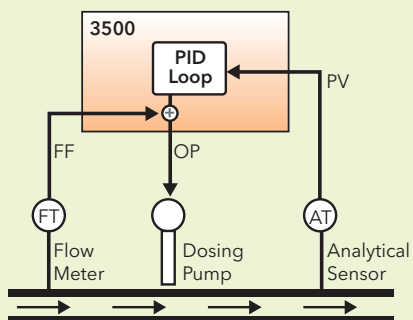 3500
PID
Loop
+
PV
FF
OP
FT
AT
Flow
Meter
Dosing
Pump
Analytical
Sensor